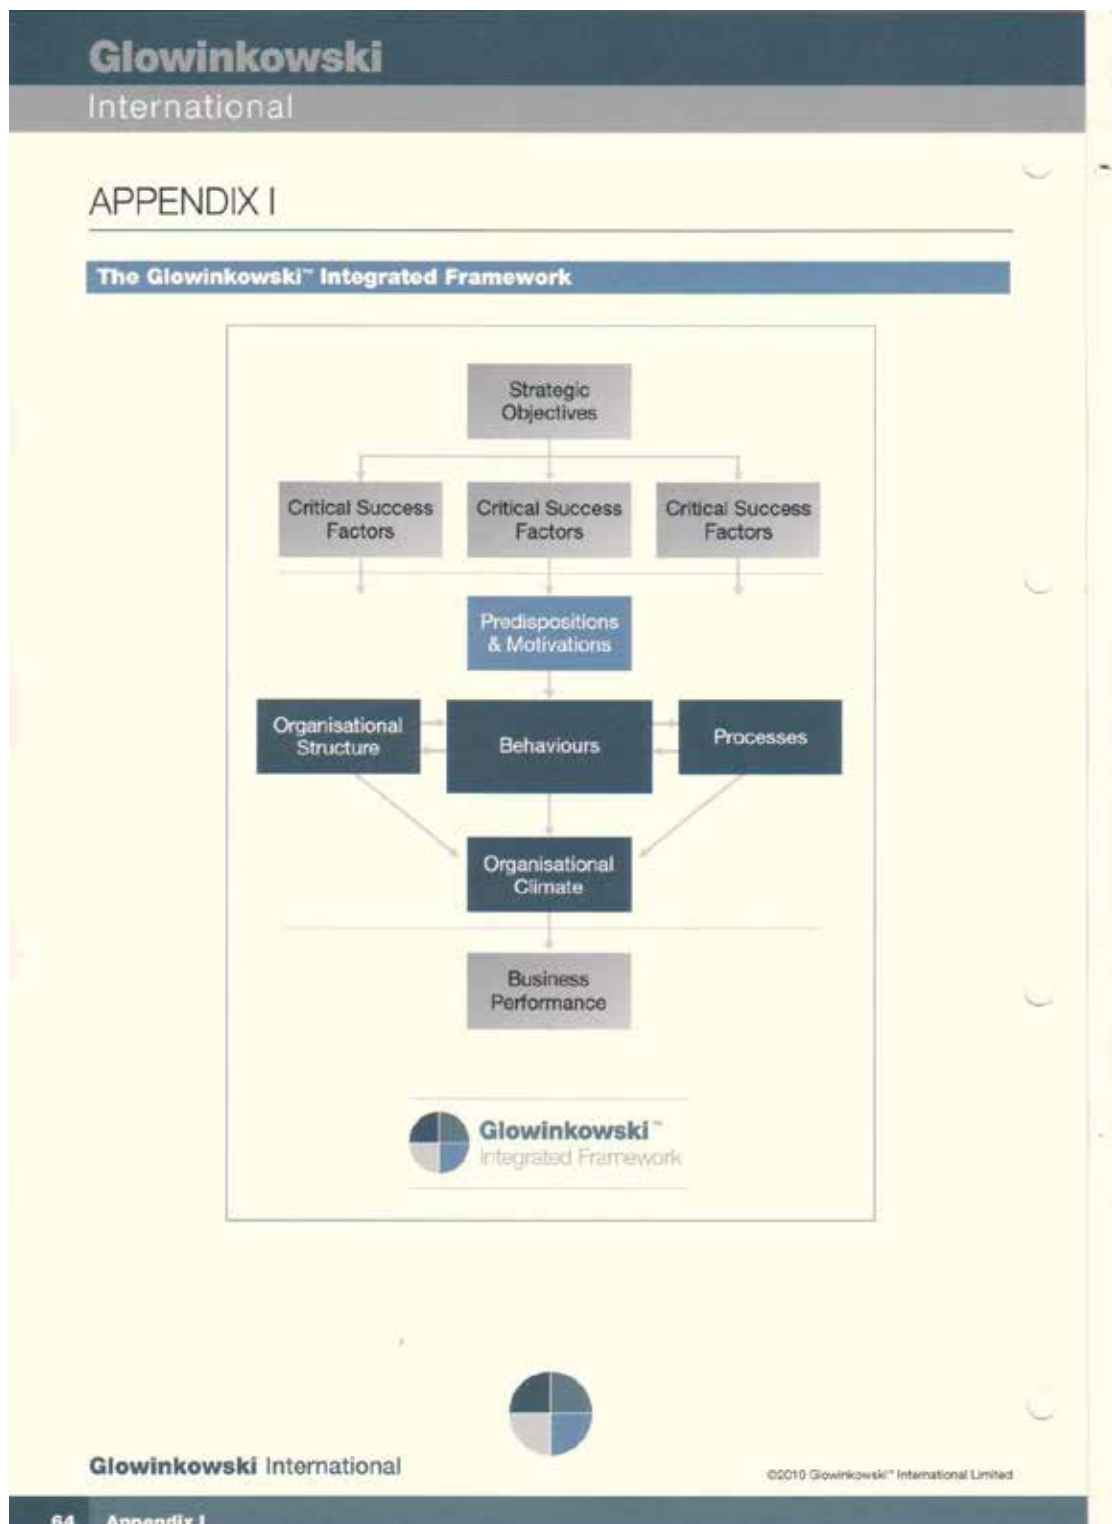 Glowinkowski
International
APPENDIX I
The Glowinkowski™ Integrated Framework
Strategic
Objectives
Critical Success
Factors
Critical Success
Factors
Critical Success
Factors
Predispositions
& Motivations
Organisational
Structure
Behaviours
Processes
Organisational
Climate
Business
Performance
Glowinkowski™
Integrated Framework
Glowinkowski International
©2010 Glowinkowski™ International Limited
64 Appendix I